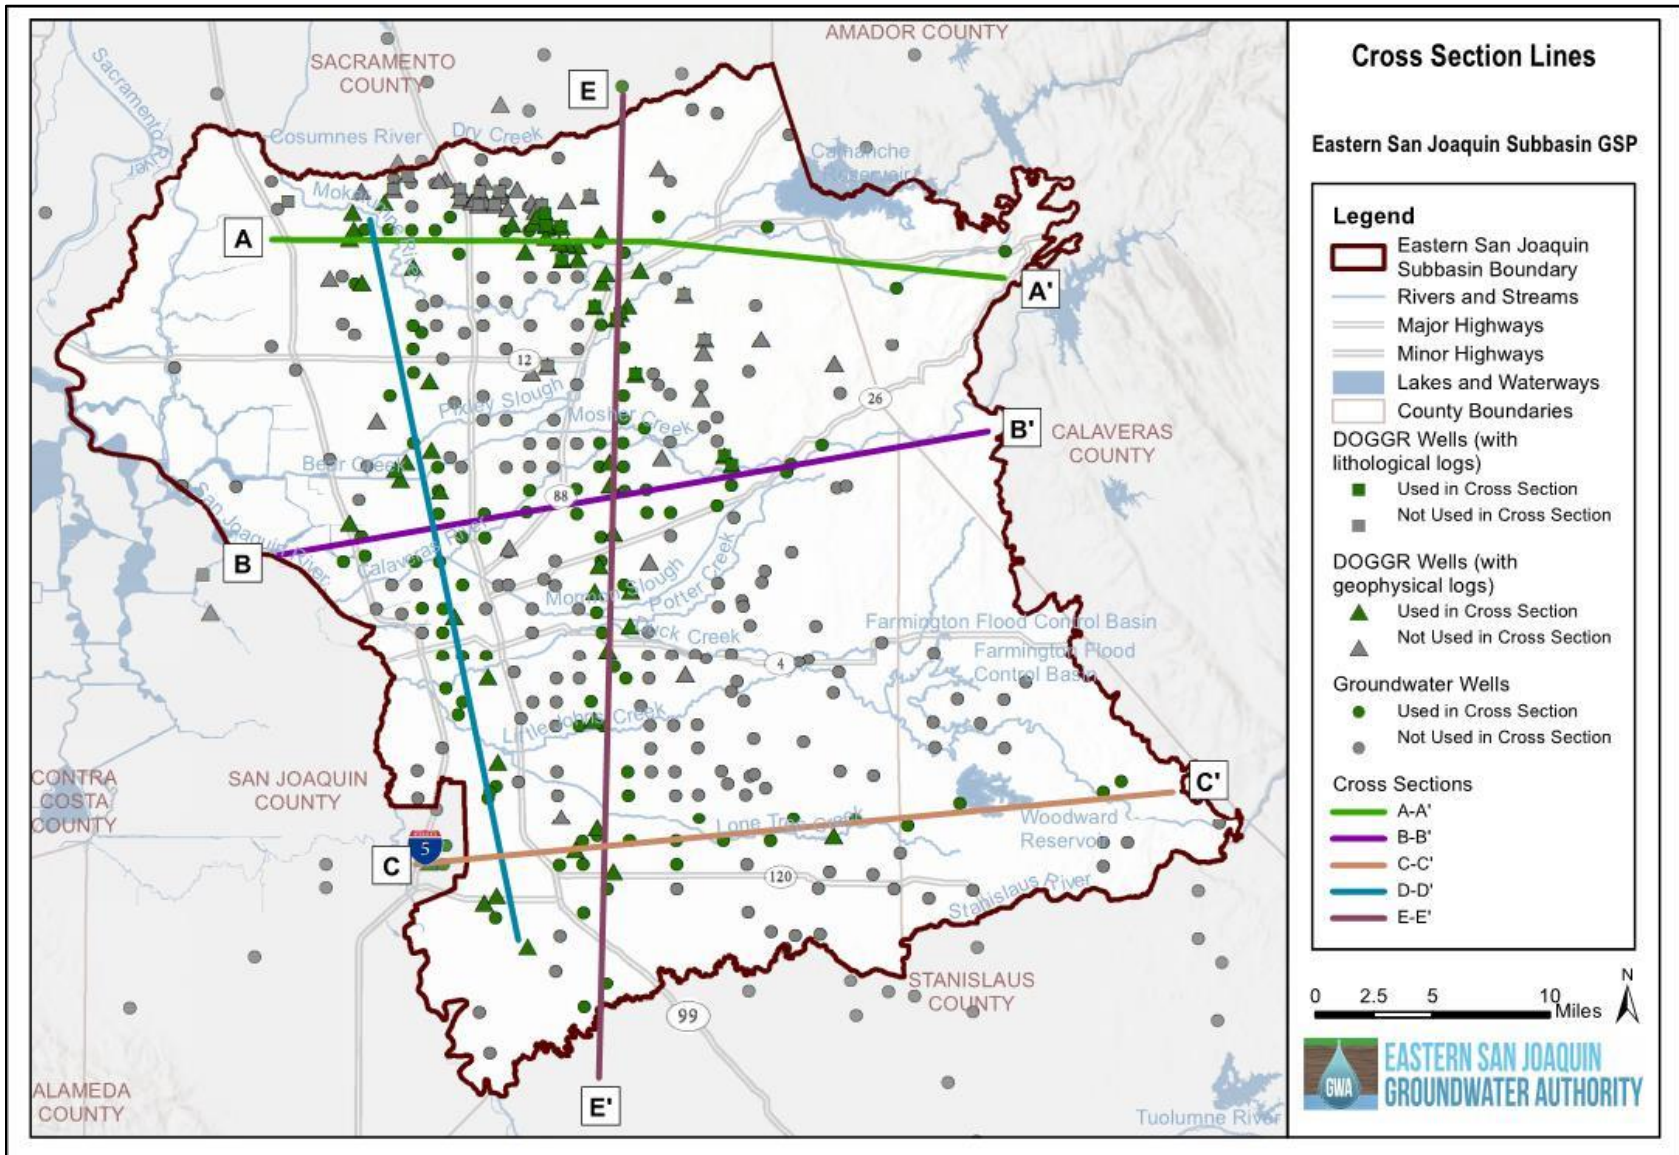 AMADOR COUNTY
SACRAMENTO
COUNTY
Sacramento
River
Cosumnes River
Dry Creek
E
Camanche
Reservoir
Mokelumne River
A
A'
12
Pixley Slough
Mosher Creek
26
B'
CALAVERAS
COUNTY
Bear Creek
88
San Joaquin River
Calaveras River
B
Mormon Slough
Potter Creek
Duck Creek
Farmington Flood Control Basin
Farmington Flood
Control Basin
4
Little Johns Creek
CONTRA
COSTA
COUNTY
SAN JOAQUIN
COUNTY
C'
Lone Tree Creek
Woodward
Reservoir
5
C
120
Stanislaus River
STANISLAUS
COUNTY
99
ALAMEDA
COUNTY
E'
Tuolumne River
Cross Section Lines
Eastern San Joaquin Subbasin GSP
Legend
Eastern San Joaquin
Subbasin Boundary
Rivers and Streams
Major Highways
Minor Highways
Lakes and Waterways
County Boundaries
DOGGR Wells (with
lithological logs)
Used in Cross Section
Not Used in Cross Section
DOGGR Wells (with
geophysical logs)
Used in Cross Section
Not Used in Cross Section
Groundwater Wells
Used in Cross Section
Not Used in Cross Section
Cross Sections
A-A'
B-B'
C-C'
D-D'
E-E'
N
0 2.5 5 10
Miles
GWA
EASTERN SAN JOAQUIN
GROUNDWATER AUTHORITY